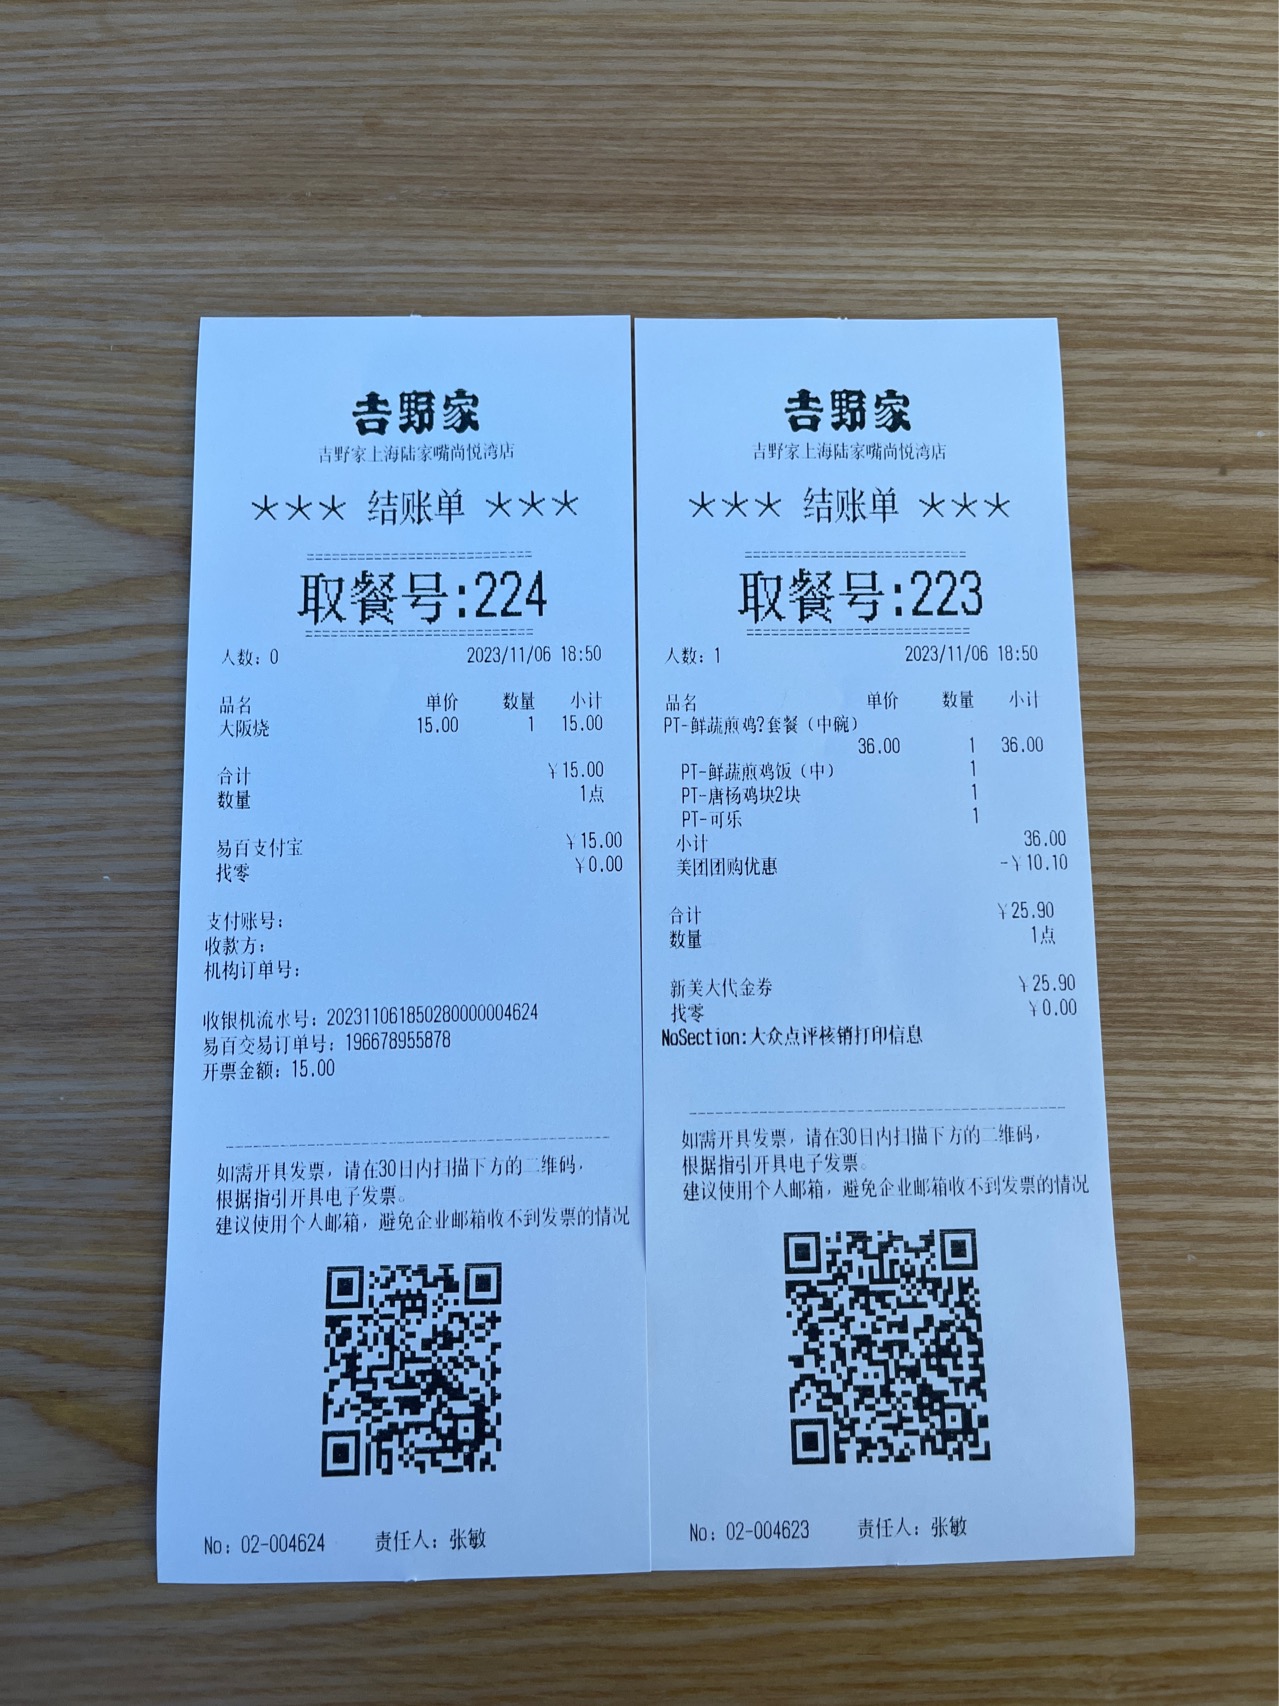 吉野家
吉野家上海陆家嘴尚悦湾店
*** 结账单 ***
取餐号:224
人数: 0 2023/11/06 18:50
品名 单价 数量 小计
大阪烧 15.00 1 15.00
合计 ¥15.00
数量 1点
易百支付宝 ¥15.00
找零 ¥0.00
支付账号:
收款方:
机构订单号:
收银机流水号: 202311061850280000004624
易百交易订单号: 196678955878
开票金额: 15.00
如需开具发票, 请在30日内扫描下方的二维码,
根据指引开具电子发票。
建议使用个人邮箱, 避免企业邮箱收不到发票的情况
No: 02-004624 责任人: 张敏
吉野家
吉野家上海陆家嘴尚悦湾店
*** 结账单 ***
取餐号:223
人数: 1 2023/11/06 18:50
品名 单价 数量 小计
PT-鲜蔬煎鸡?套餐（中碗）
36.00 1 36.00
PT-鲜蔬煎鸡饭（中） 1
PT-唐杨鸡块2块 1
PT-可乐 1
小计 36.00
美团团购优惠 -¥10.10
合计 ¥25.90
数量 1点
新美大代金券 ¥25.90
找零 ¥0.00
NoSection:大众点评核销打印信息
如需开具发票, 请在30日内扫描下方的二维码,
根据指引开具电子发票。
建议使用个人邮箱, 避免企业邮箱收不到发票的情况
No: 02-004623 责任人: 张敏